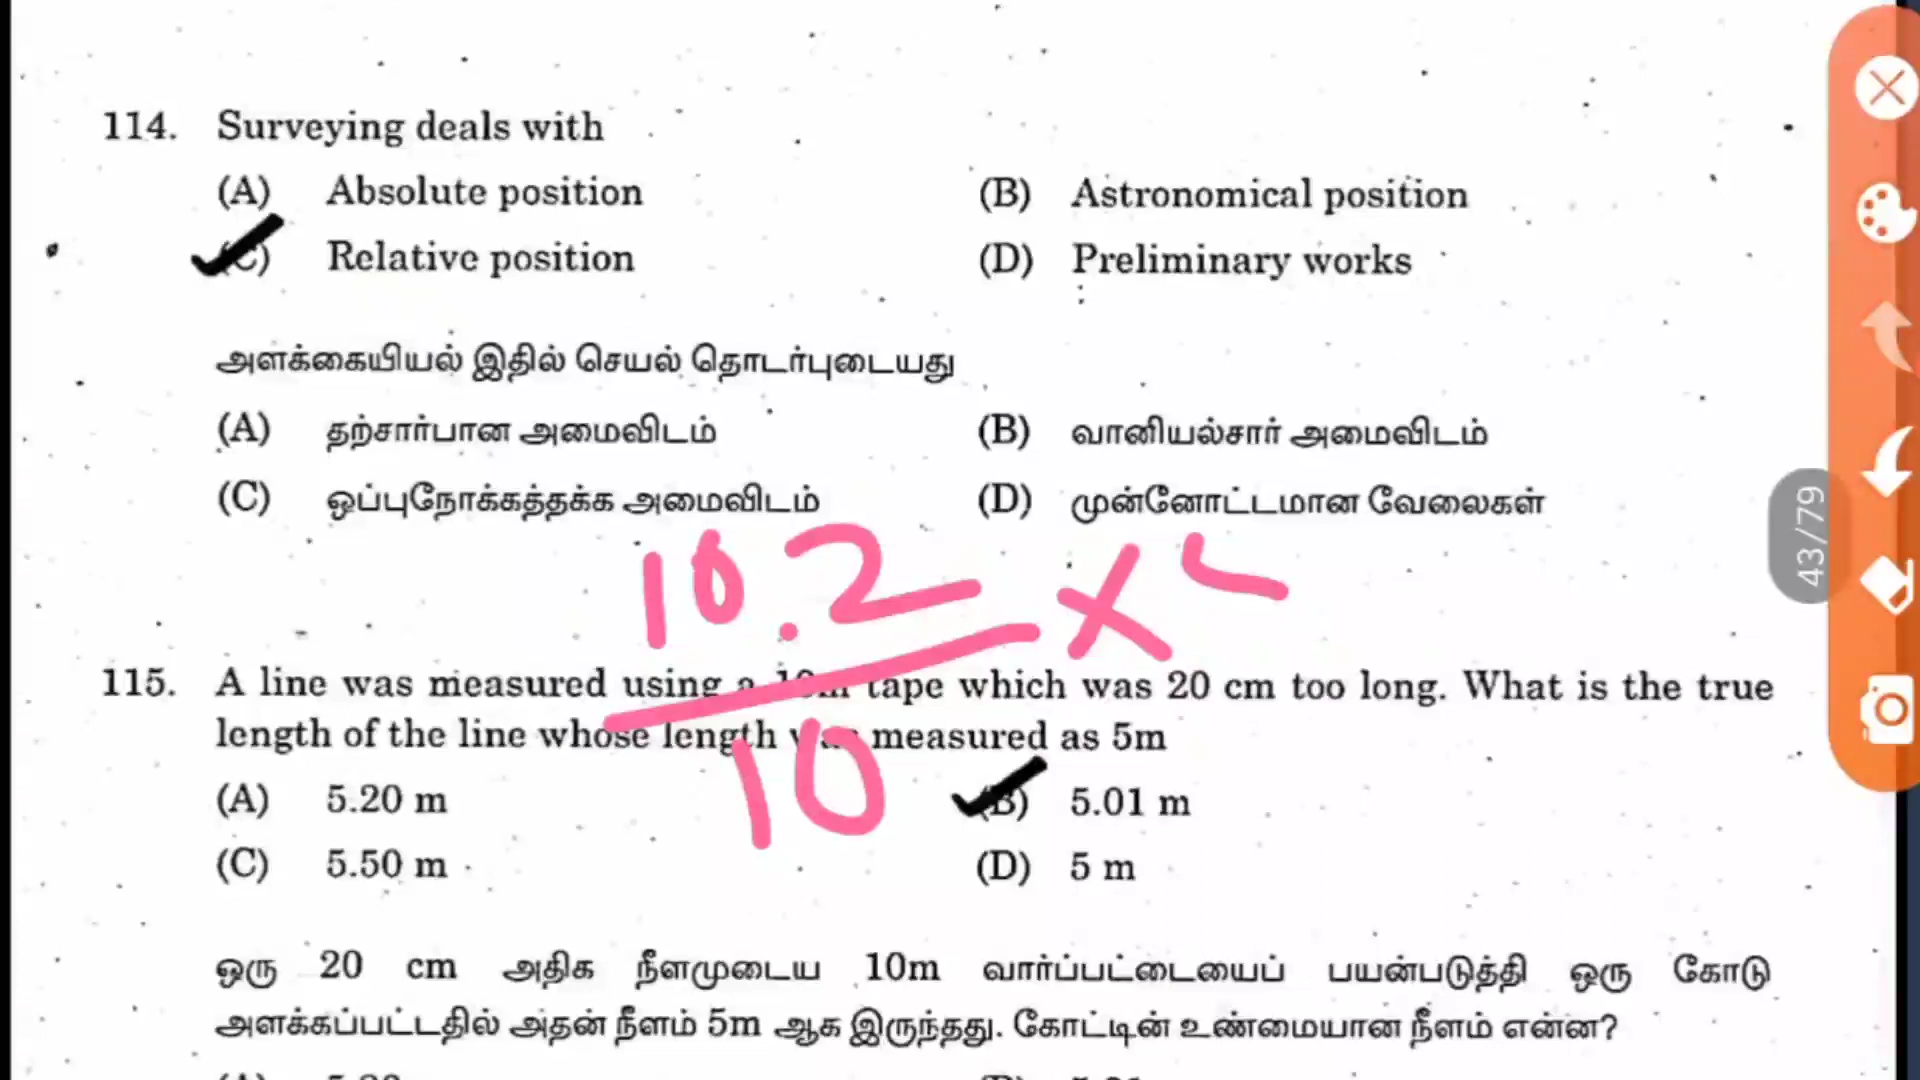 114. Surveying deals with
(A) Absolute position (B) Astronomical position
(C) Relative position (D) Preliminary works
அளக்கையியல் இதில் செயல் தொடர்புடையது
(A) தற்சார்பான அமைவிடம் (B) வானியல்சார் அமைவிடம்
(C) ஒப்புநோக்கத்தக்க அமைவிடம் (D) முன்னோட்டமான வேலைகள்
10.2 ×
10
115. A line was measured using a 10m tape which was 20 cm too long. What is the true
length of the line whose length was measured as 5m
(A) 5.20 m (B) 5.01 m
(C) 5.50 m (D) 5 m
ஒரு 20 cm அதிக நீளமுடைய 10m வார்ப்பட்டையைப் பயன்படுத்தி ஒரு கோடு
அளக்கப்பட்டதில் அதன் நீளம் 5m ஆக இருந்தது. கோட்டின் உண்மையான நீளம் என்ன?
43/79